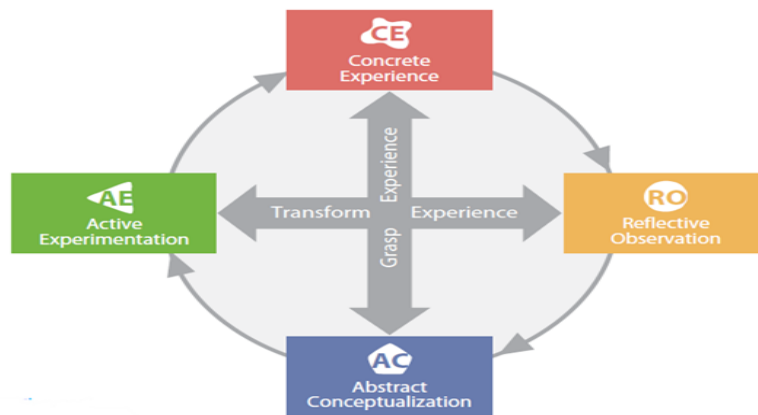 CE
Concrete
Experience
AE
Active
Experimentation
Transform Experience
Grasp Experience
RO
Reflective
Observation
AC
Abstract
Conceptualization